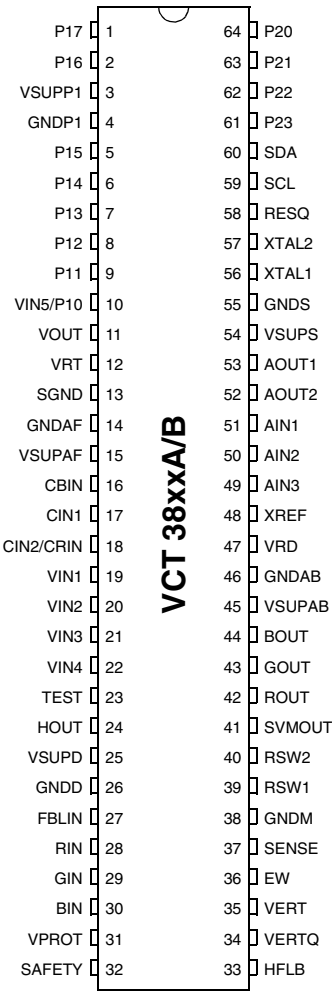 P17 1 64 P20
P16 2 63 P21
VSUPP1 3 62 P22
GNDP1 4 61 P23
P15 5 60 SDA
P14 6 59 SCL
P13 7 58 RESQ
P12 8 57 XTAL2
P11 9 56 XTAL1
VIN5/P10 10 55 GNDS
VOUT 11 54 VSUPS
VRT 12 53 AOUT1
SGND 13 52 AOUT2
GNDAF 14 51 AIN1
VSUPAF 15 50 AIN2
CBIN 16 49 AIN3
CIN1 17 48 XREF
CIN2/CRIN 18 47 VRD
VIN1 19 46 GNDAB
VIN2 20 45 VSUPAB
VIN3 21 44 BOUT
VIN4 22 43 GOUT
TEST 23 42 ROUT
HOUT 24 41 SVMOUT
VSUPD 25 40 RSW2
GNDD 26 39 RSW1
FBLIN 27 38 GNDM
RIN 28 37 SENSE
GIN 29 36 EW
BIN 30 35 VERT
VPROT 31 34 VERTQ
SAFETY 32 33 HFLB
VCT 38xxA/B